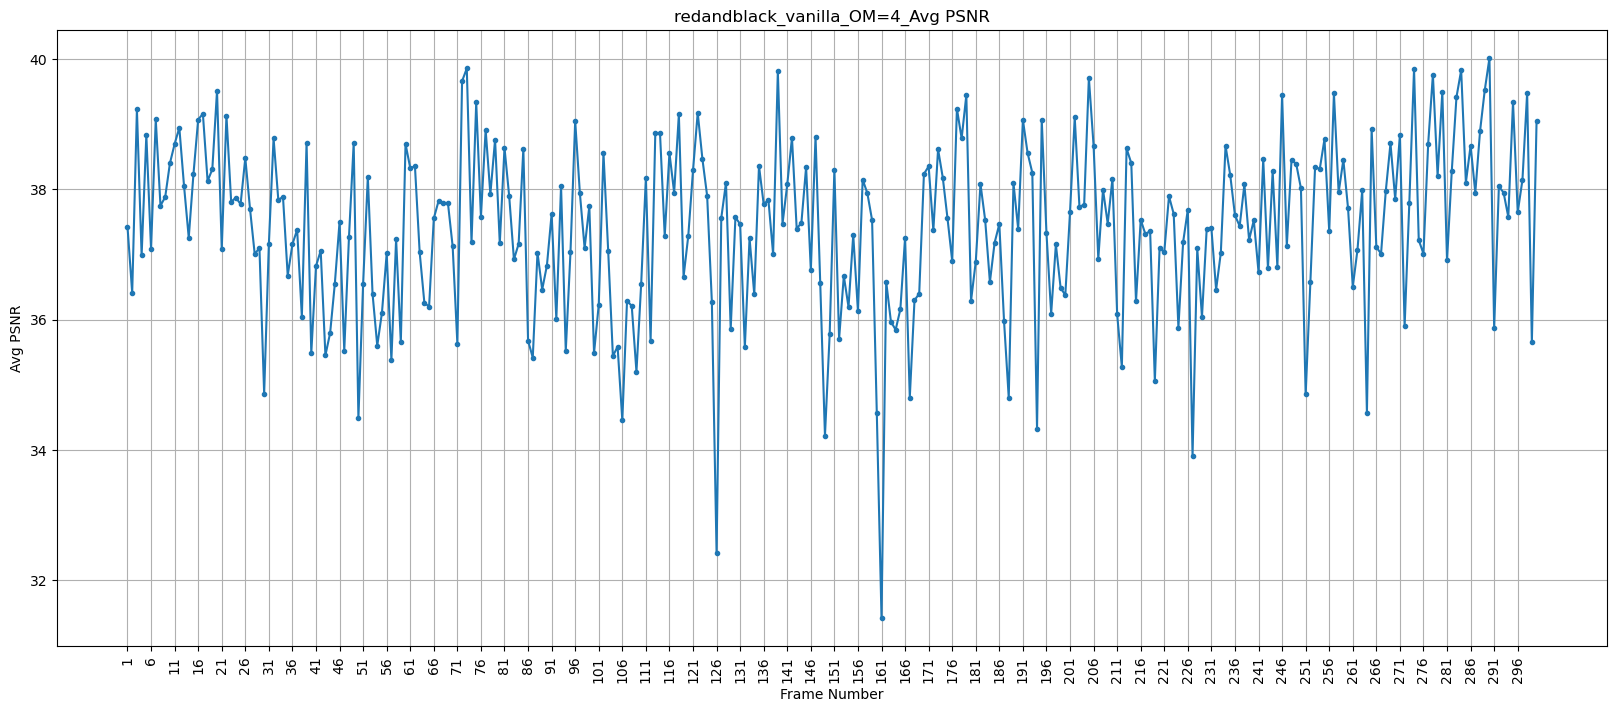 redandblack_vanilla_OM=4_Avg PSNR
40
38
36
34
32
Avg PSNR
1 6 11 16 21 26 31 36 41 46 51 56 61 66 71 76 81 86 91 96 101 106 111 116 121 126 131 136 141 146 151 156 161 166 171 176 181 186 191 196 201 206 211 216 221 226 231 236 241 246 251 256 261 266 271 276 281 286 291 296
Frame Number